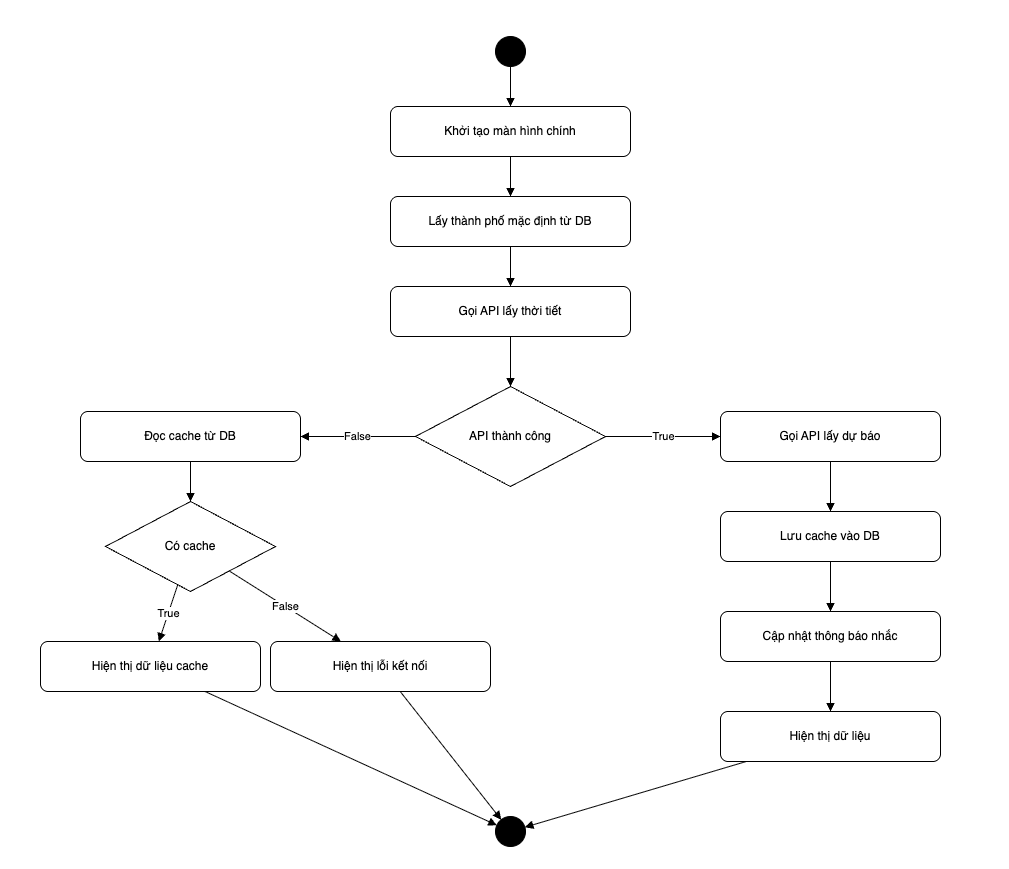 Khởi tạo màn hình chính
Lấy thành phố mặc định từ DB
Gọi API lấy thời tiết
Đọc cache từ DB
False
API thành công
True
Gọi API lấy dự báo
Có cache
Lưu cache vào DB
True
False
Cập nhật thông báo nhắc
Hiện thị dữ liệu cache
Hiện thị lỗi kết nối
Hiện thị dữ liệu